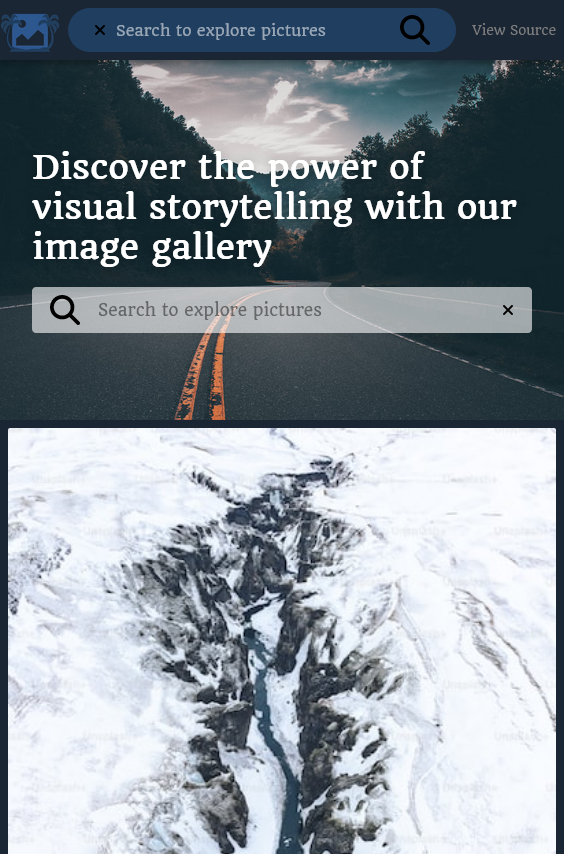 Search to explore pictures
View Source
Discover the power of
visual storytelling with our
image gallery
Search to explore pictures